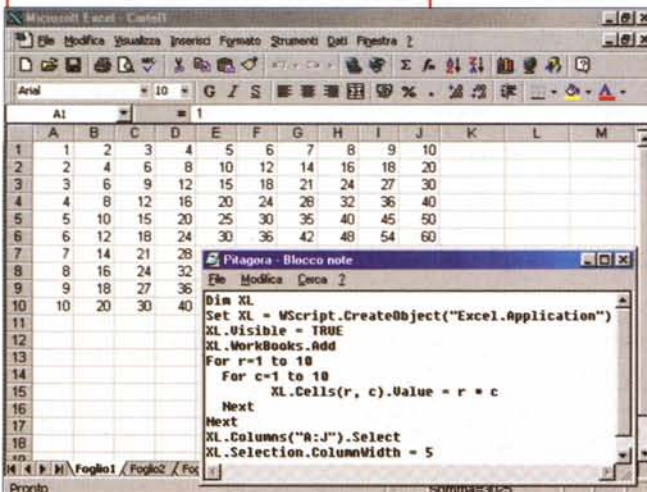 Microsoft Excel - Cartel1
File Modifica Visualizza Inserisci Formato Strumenti Dati Finestra ?
Arial 10 G I S
A1 = 1
A B C D E F G H I J K L M
1 1 2 3 4 5 6 7 8 9 10
2 2 4 6 8 10 12 14 16 18 20
3 3 6 9 12 15 18 21 24 27 30
4 4 8 12 16 20 24 28 32 36 40
5 5 10 15 20 25 30 35 40 45 50
6 6 12 18 24 30 36 42 48 54 60
7 7 14 21 28
8 8 16 24 32
9 9 18 27 36
10 10 20 30 40
11
12
13
14
15
16
17
18
Pitagora - Blocco note
File Modifica Cerca ?
Dim XL
Set XL = WScript.CreateObject("Excel.Application")
XL.Visible = TRUE
XL.WorkBooks.Add
For r=1 to 10
For c=1 to 10
XL.Cells(r, c).Value = r * c
Next
Next
XL.Columns("A:J").Select
XL.Selection.ColumnWidth = 5
Foglio1 Foglio2 Fog
Pronto Somma=3025